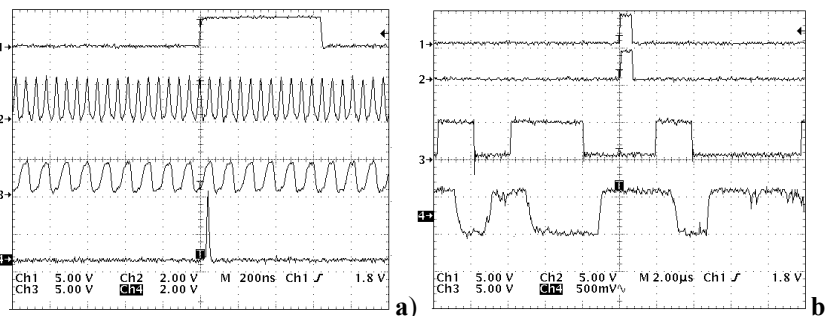 1→
2→
3→
4→
T
Ch1 5.00 V Ch2 2.00 V M 200ns Ch1 ƒ 1.8 V
Ch3 5.00 V Ch4 2.00 V
a)
1→
2→
3→
T
4→
Ch1 5.00 V Ch2 5.00 V M 2.00µs Ch1 ƒ 1.8 V
Ch3 5.00 V Ch4 500mV∿
b